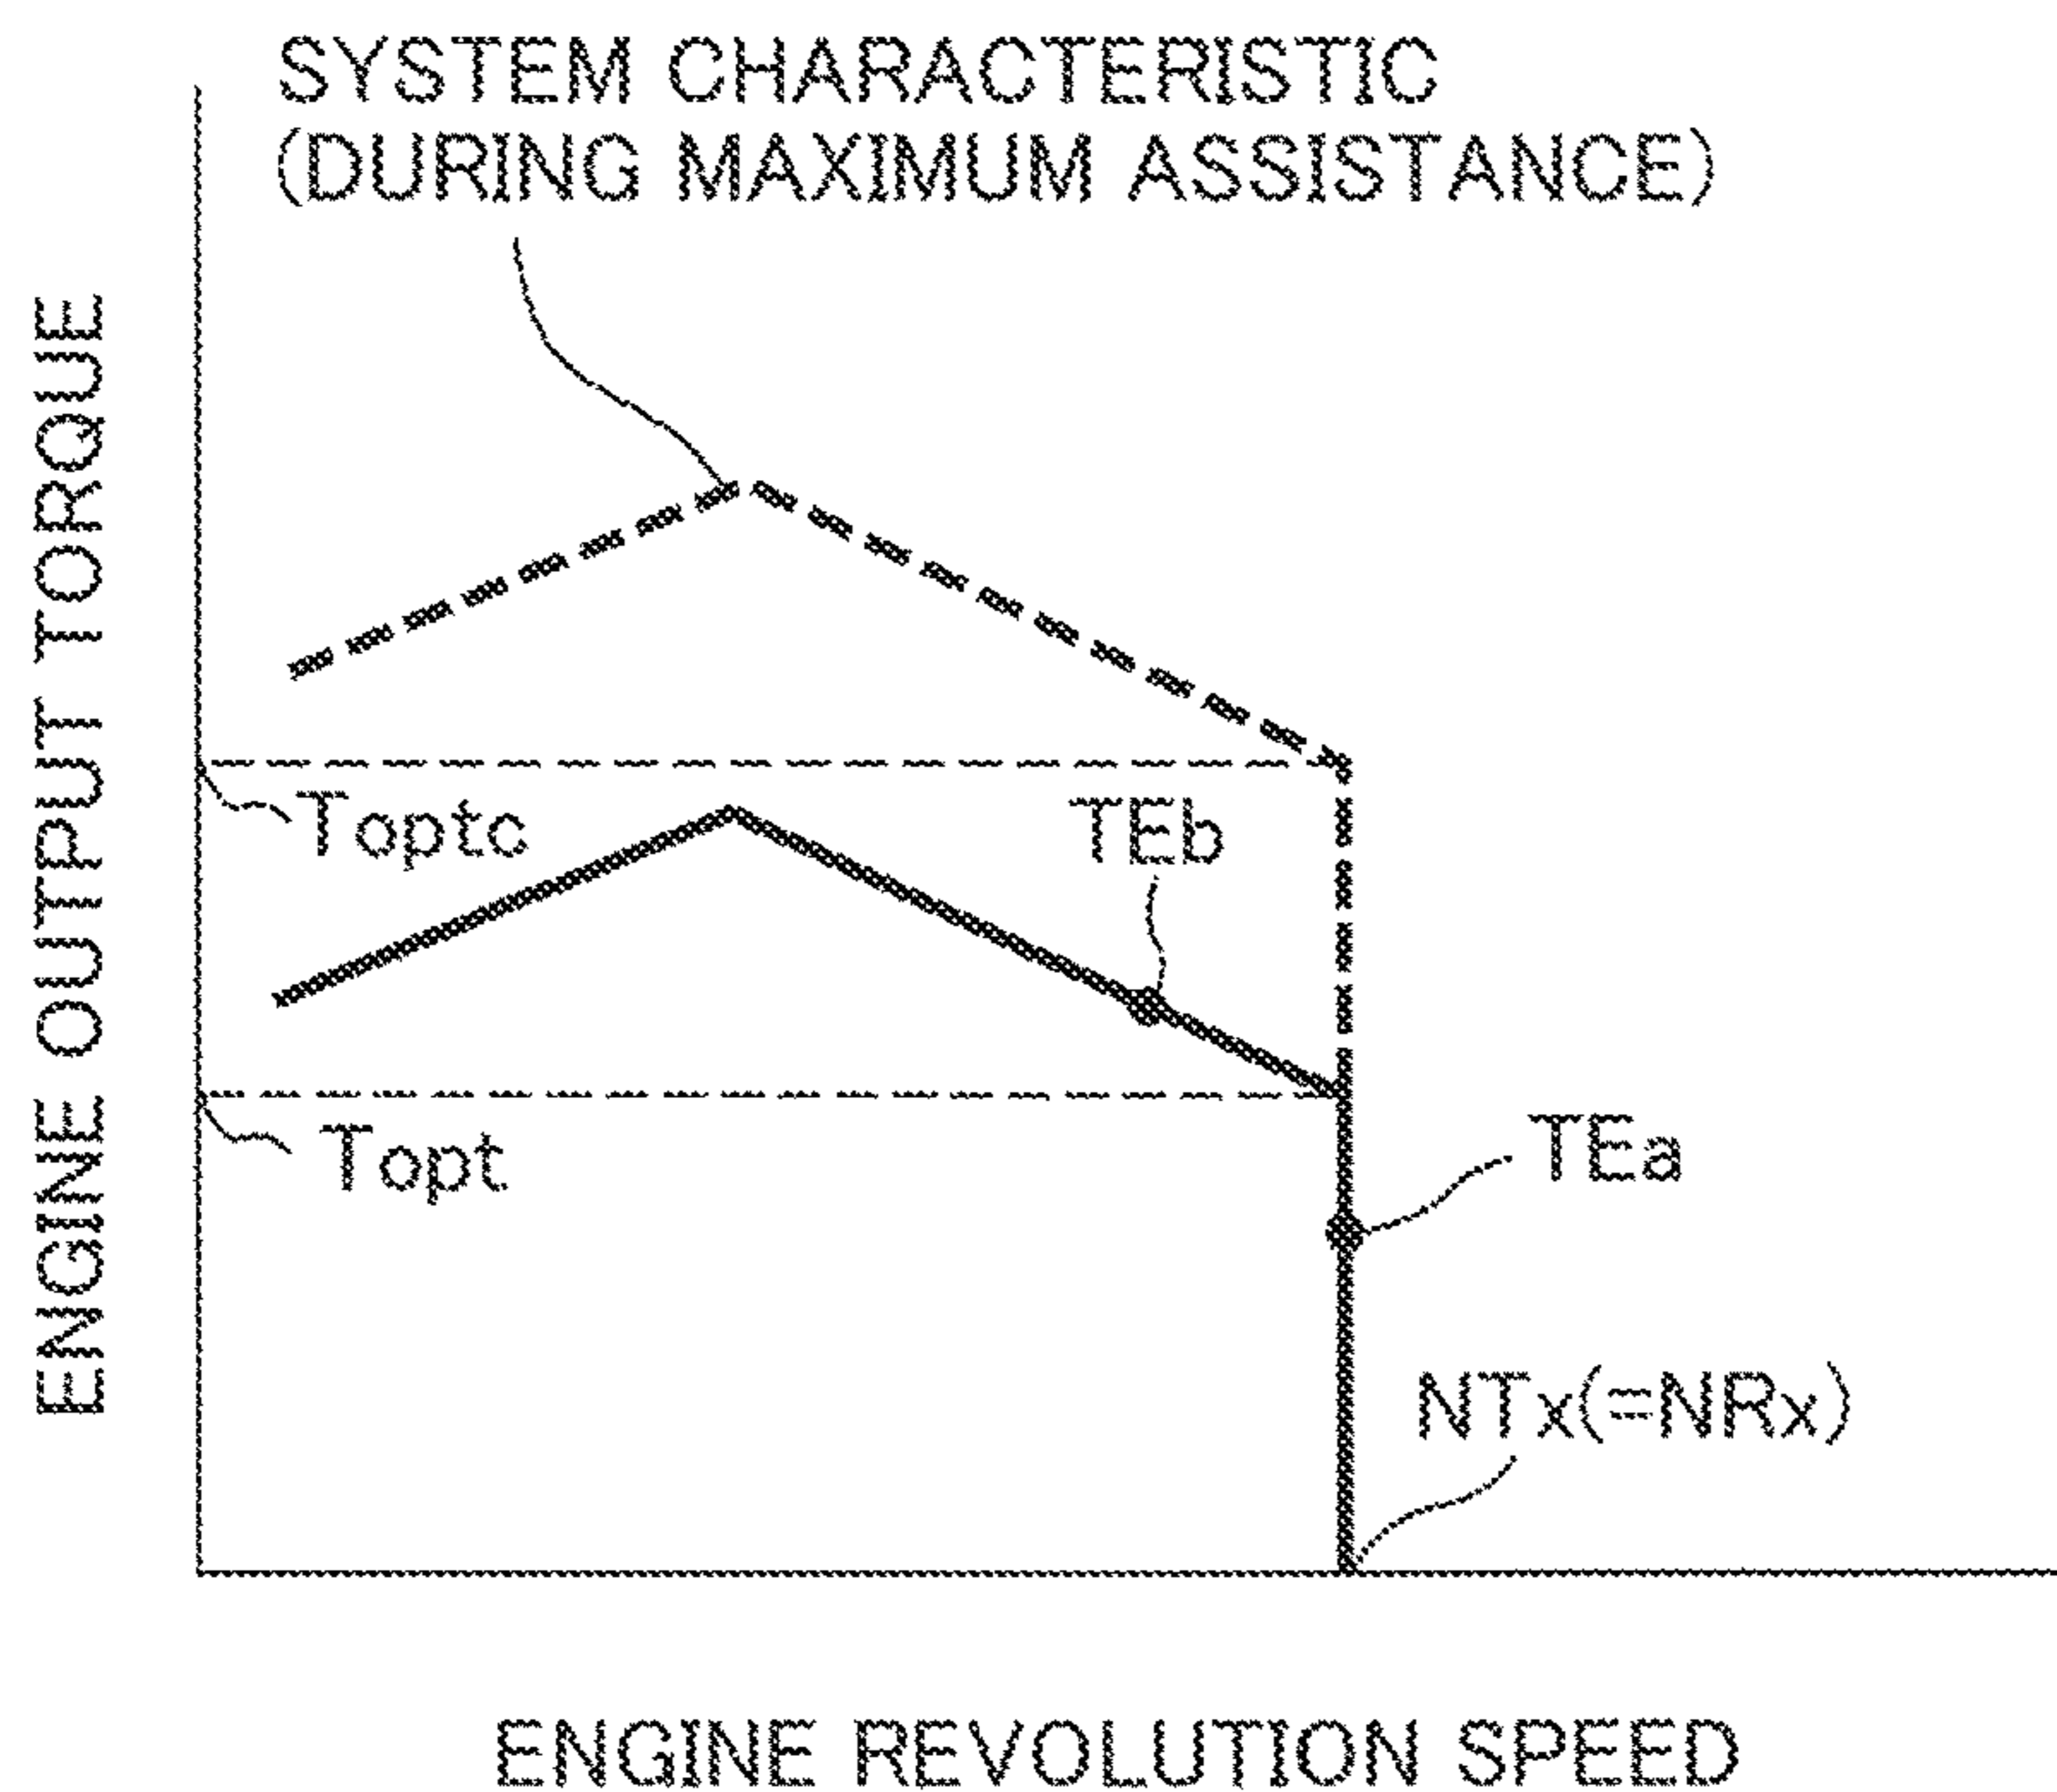 SYSTEM CHARACTERISTIC
(DURING MAXIMUM ASSISTANCE)
ENGINE OUTPUT TORQUE
Toptc
TEb
Topt
TEa
NTx(=NRx)
ENGINE REVOLUTION SPEED